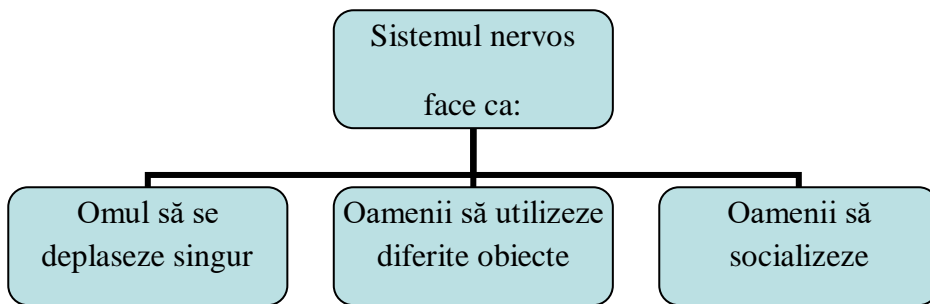 Sistemul nervos
face ca:
Omul să se
deplaseze singur
Oamenii să utilizeze
diferite obiecte
Oamenii să
socializeze